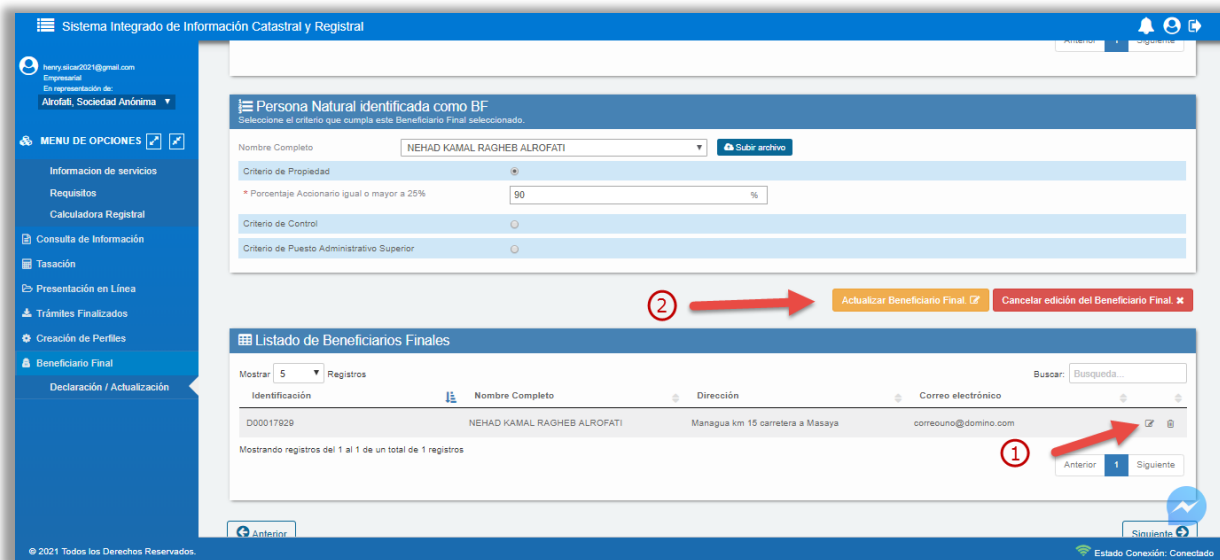 Sistema Integrado de Información Catastral y Registral
henry.siicar2021@gmail.com
Empresarial
En representación de:
Alrofati, Sociedad Anónima
MENU DE OPCIONES
Informacion de servicios
Requisitos
Calculadora Registral
Consulta de Información
Tasación
Presentación en Línea
Trámites Finalizados
Creación de Perfiles
Beneficiario Final
Declaración / Actualización
Anterior 1 Siguiente
Persona Natural identificada como BF
Seleccione el criterio que cumpla este Beneficiario Final seleccionado.
Nombre Completo NEHAD KAMAL RAGHEB ALROFATI Subir archivo
Criterio de Propiedad
* Porcentaje Accionario igual o mayor a 25% 90 %
Criterio de Control
Criterio de Puesto Administrativo Superior
2 Actualizar Beneficiario Final. Cancelar edición del Beneficiario Final.
Listado de Beneficiarios Finales
Mostrar 5 Registros Buscar: Busqueda...
Identificación Nombre Completo Dirección Correo electrónico
D00017929 NEHAD KAMAL RAGHEB ALROFATI Managua km 15 carretera a Masaya correouno@domino.com
Mostrando registros del 1 al 1 de un total de 1 registros
1
Anterior 1 Siguiente
Anterior Siguiente
© 2021 Todos los Derechos Reservados. Estado Conexión: Conectado